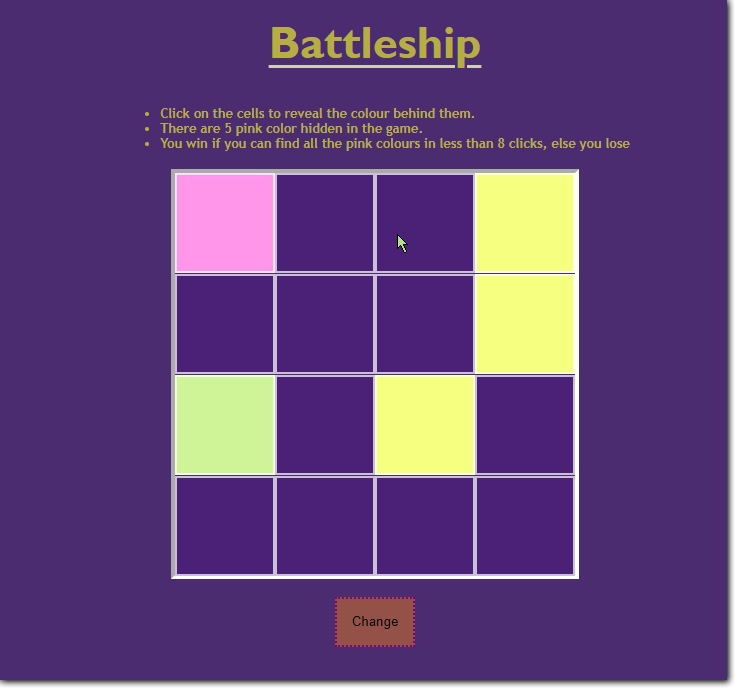 Battleship
Click on the cells to reveal the colour behind them.
There are 5 pink color hidden in the game.
You win if you can find all the pink colours in less than 8 clicks, else you lose
Change